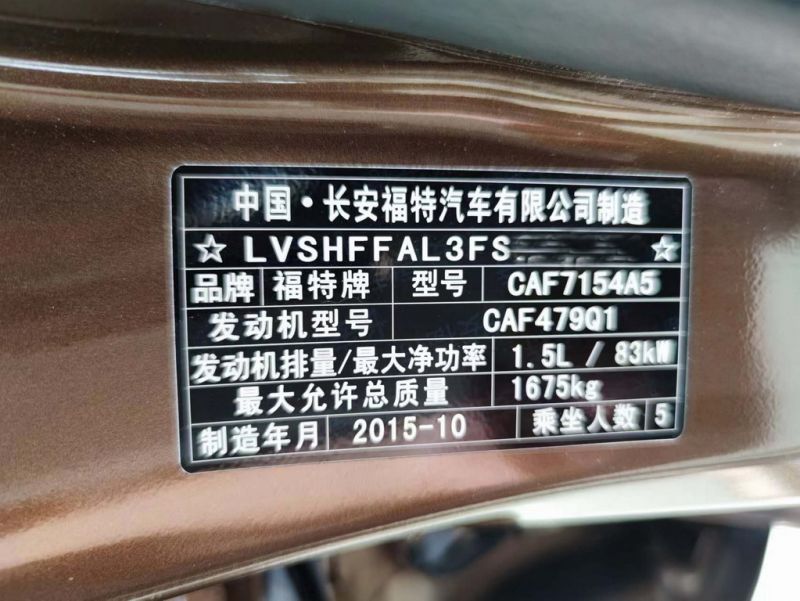 中国·长安福特汽车有限公司制造
☆LVSHFFAL3FS ☆
品牌 福特牌 型号 CAF7154A5
发动机型号 CAF479Q1
发动机排量/最大净功率 1.5L / 83kW
最大允许总质量 1675kg
制造年月 2015-10 乘坐人数 5